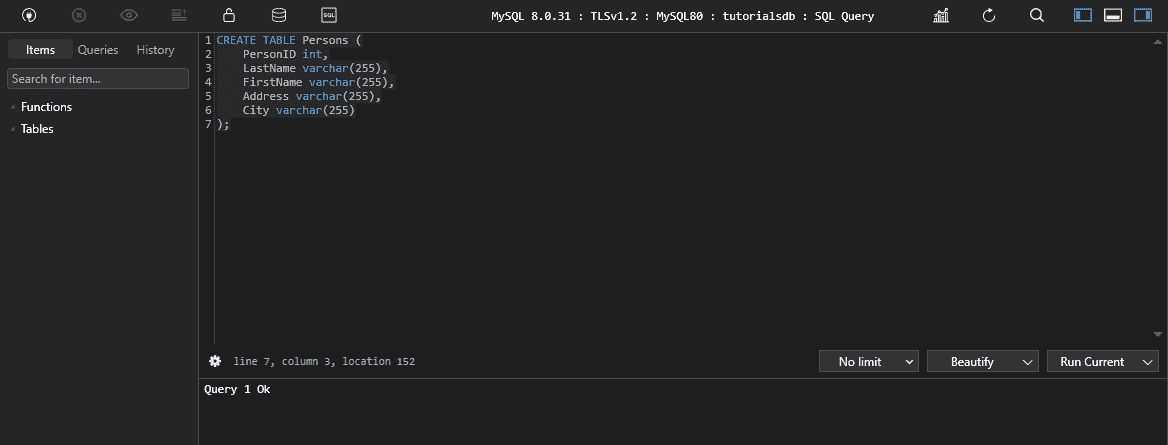 SQL
MySQL 8.0.31 : TLSv1.2 : MySQL80 : tutorialsdb : SQL Query
Items Queries History
Search for item...
Functions
Tables
1 CREATE TABLE Persons (
2     PersonID int,
3     LastName varchar(255),
4     FirstName varchar(255),
5     Address varchar(255),
6     City varchar(255)
7 );
line 7, column 3, location 152
No limit Beautify Run Current
Query 1 Ok